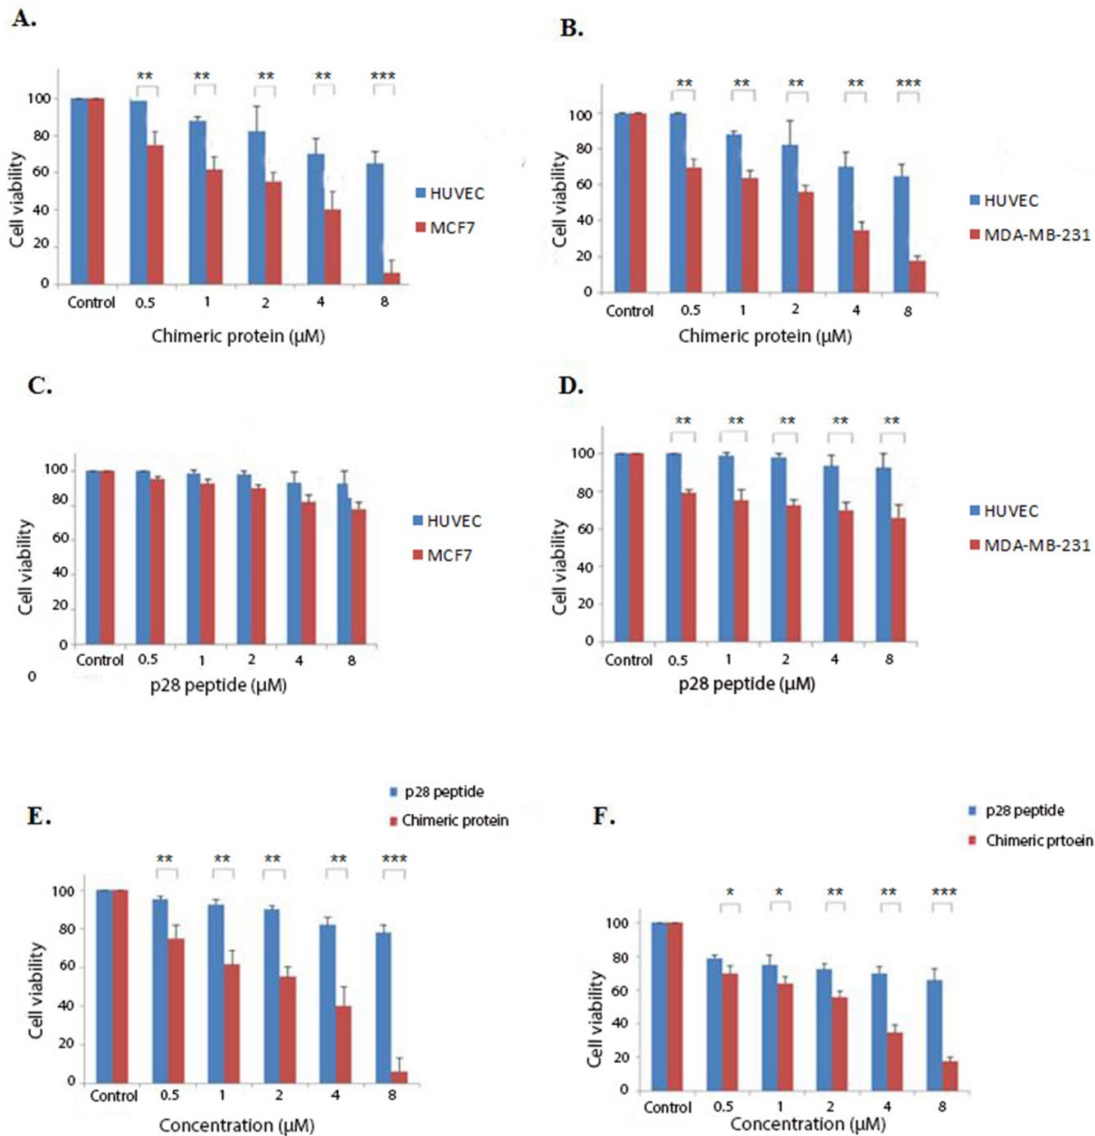 A.
** ** ** ** ***
100
80
60
40
20
0
Cell viability
Control 0.5 1 2 4 8
Chimeric protein (μM)
HUVEC
MCF7
B.
** ** ** ** ***
100
80
60
40
20
0
Cell viability
Control 0.5 1 2 4 8
Chimeric protein (μM)
HUVEC
MDA-MB-231
C.
100
80
60
40
20
0
Cell viability
Control 0.5 1 2 4 8
0
p28 peptide (μM)
HUVEC
MCF7
D.
** ** ** ** **
100
80
60
40
20
0
Cell viability
Control 0.5 1 2 4 8
p28 peptide (μM)
HUVEC
MDA-MB-231
E.
p28 peptide
Chimeric protein
** ** ** ** ***
100
80
60
40
20
0
Cell viability
Control 0.5 1 2 4 8
Concentration (μM)
F.
p28 peptide
Chimeric prtoein
* * ** ** ***
100
80
60
40
20
0
Cell viability
Control 0.5 1 2 4 8
Concentration (μM)